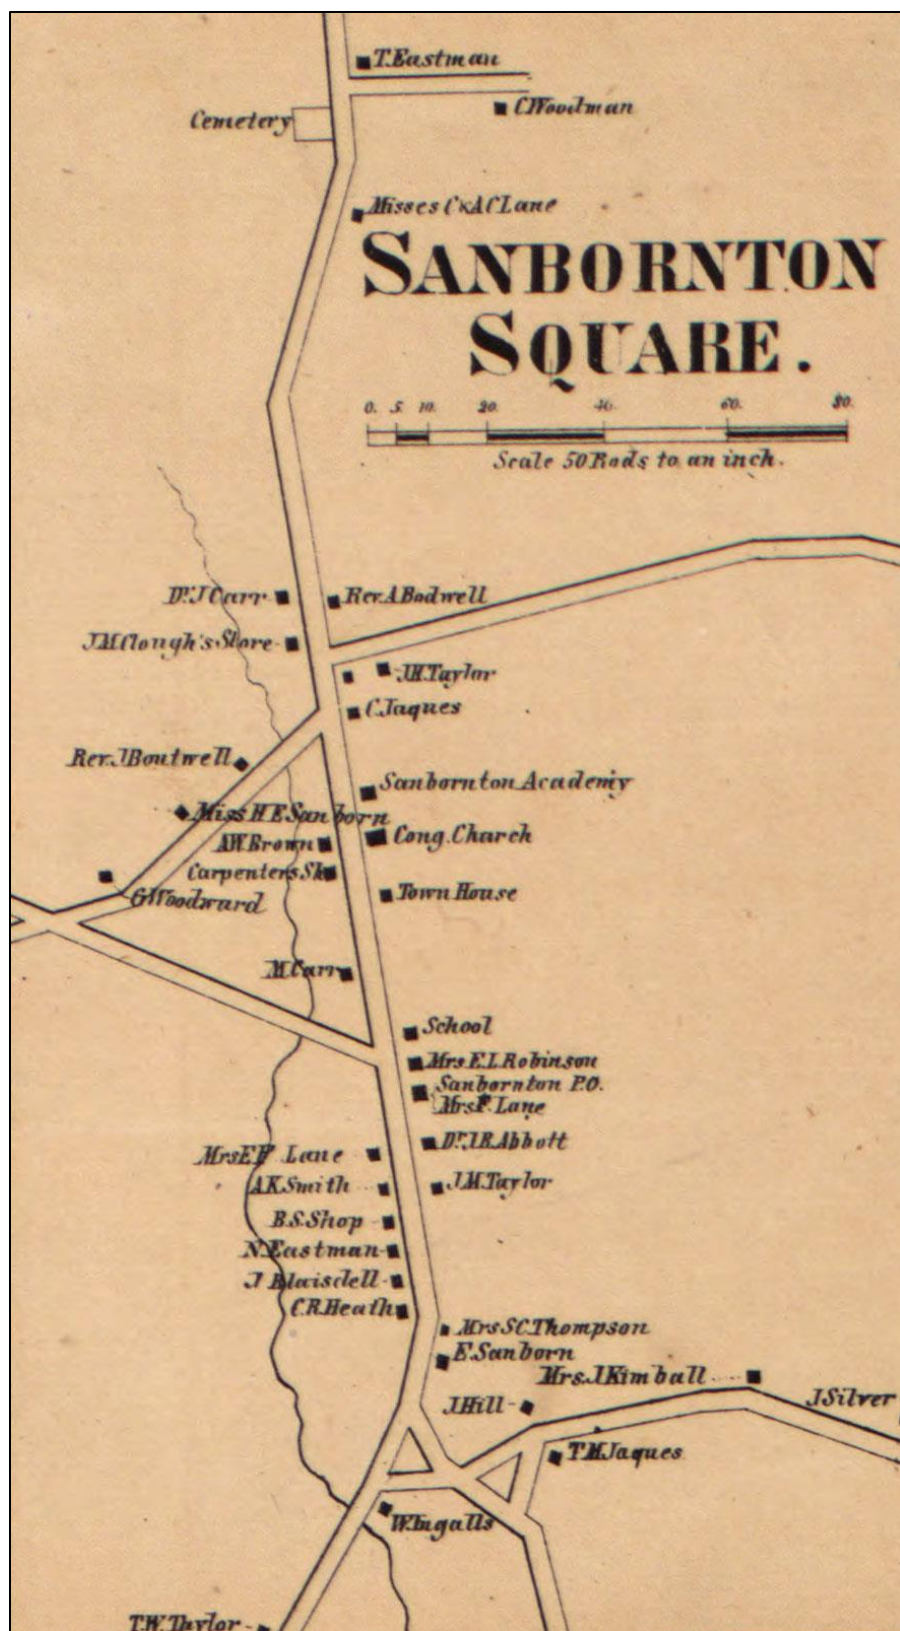 T.Eastman
C.Woodman
Cemetery
Misses C&A C Lane
SANBORNTON
SQUARE.
0. 5. 10. 20. 40. 60. 80.
Scale 50 Rods to an inch.
Dr. J Carr
Rev. A Bodwell
J.M Clough's Store
J.H.Taylor
C.Jaques
Rev. J Boutwell
Sanbornton Academy
Miss H E Sanborn
A.W.Brown
Cong. Church
Carpenters Sh
Town House
G Woodward
M.Carr
School
Mrs E.L Robinson
Sanbornton P.O.
Mrs F. Lane
Dr. J.B.Abbott
Mrs E F Lane
J.M.Taylor
A.K.Smith
B.S.Shop
N.Eastman
J Blaisdell
C.R.Heath
Mrs S C.Thompson
E.Sanborn
Mrs. J Kimball
J.Silver
J.Hill
T.M.Jaques
W.Ingalls
T.W.Taylor